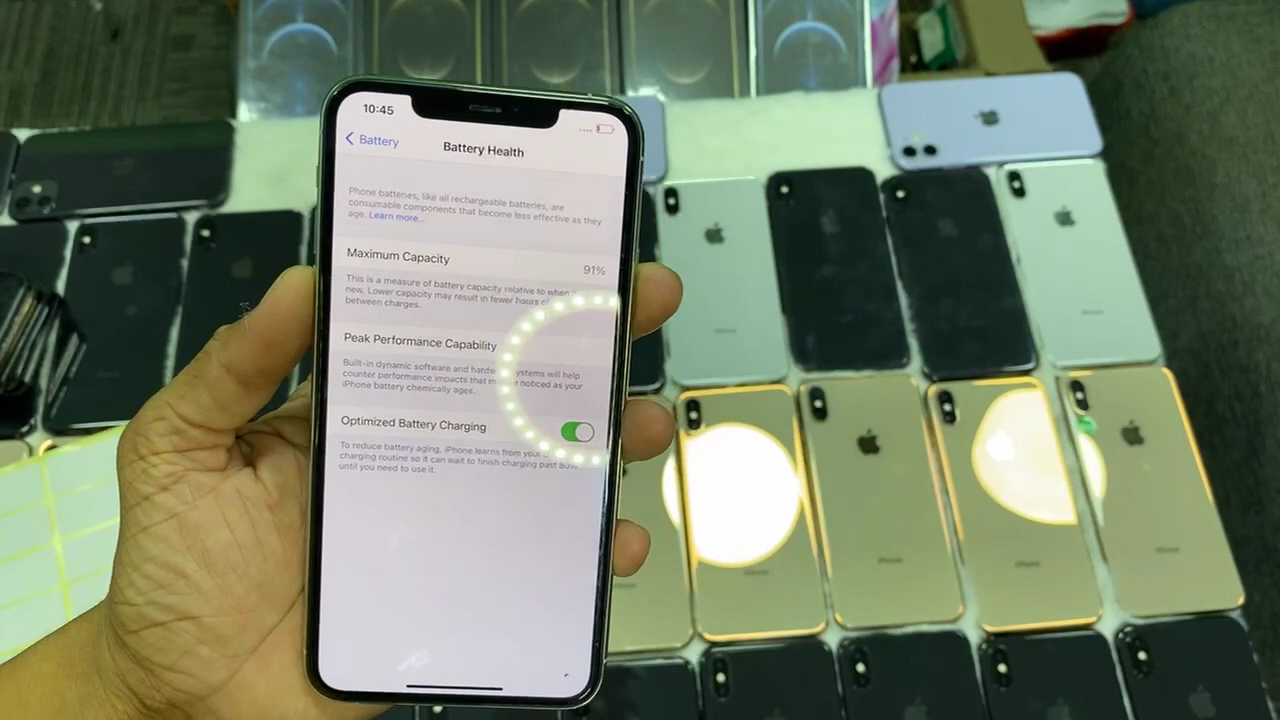 10:45
Battery
Battery Health
Phone batteries, like all rechargeable batteries, are
consumable components that become less effective as they
age. Learn more...
Maximum Capacity
91%
This is a measure of battery capacity relative to when
new. Lower capacity may result in fewer hours
between charges.
Peak Performance Capability
Built-in dynamic software and systems will help
counter performance impacts that noticed as your
iPhone battery chemically ages.
Optimized Battery Charging
To reduce battery aging, iPhone learns from your
charging routine so it can wait to finish charging past 80%
until you need to use it.
iPhone
iPhone